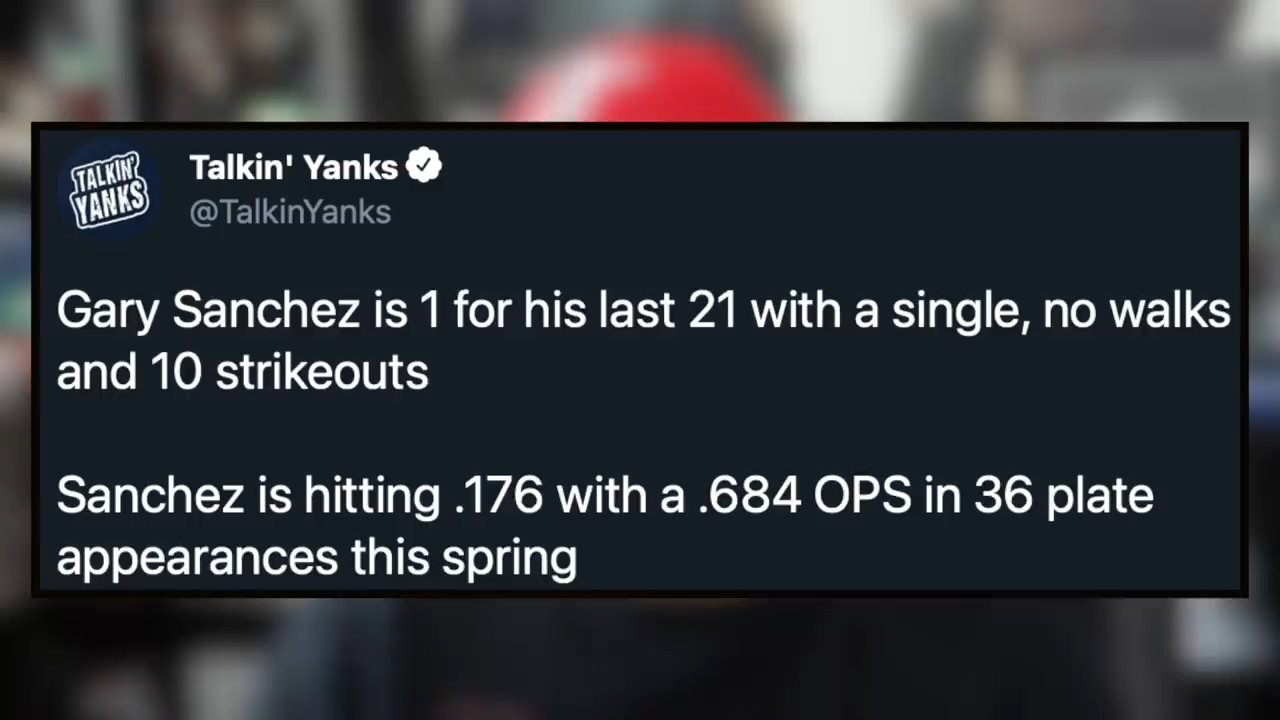 TALKIN'
YANKS
Talkin' Yanks
@TalkinYanks
Gary Sanchez is 1 for his last 21 with a single, no walks
and 10 strikeouts
Sanchez is hitting .176 with a .684 OPS in 36 plate
appearances this spring